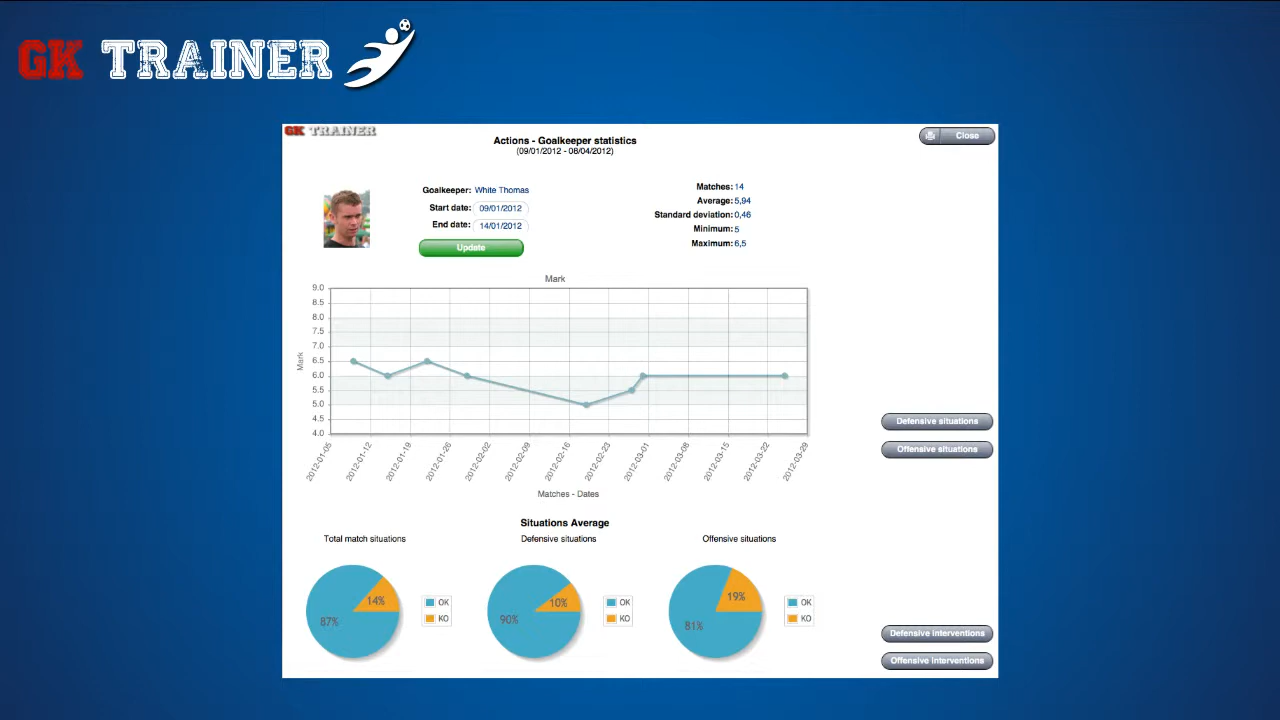 GK TRAINER
GK TRAINER
Actions - Goalkeeper statistics
(09/01/2012 - 08/04/2012)
Close
Goalkeeper: White Thomas
Start date: 09/01/2012
End date: 14/01/2012
Update
Matches: 14
Average: 5,94
Standard deviation: 0,46
Minimum: 5
Maximum: 6,5
Mark
9.0
8.5
8.0
7.5
7.0
6.5
6.0
5.5
5.0
4.5
4.0
Mark
2012-01-05
2012-01-12
2012-01-19
2012-01-26
2012-02-02
2012-02-09
2012-02-16
2012-02-23
2012-03-01
2012-03-08
2012-03-15
2012-03-22
2012-03-29
Matches - Dates
Defensive situations
Offensive situations
Situations Average
Total match situations
Defensive situations
Offensive situations
14%
87%
OK
KO
10%
90%
OK
KO
19%
81%
OK
KO
Defensive interventions
Offensive interventions